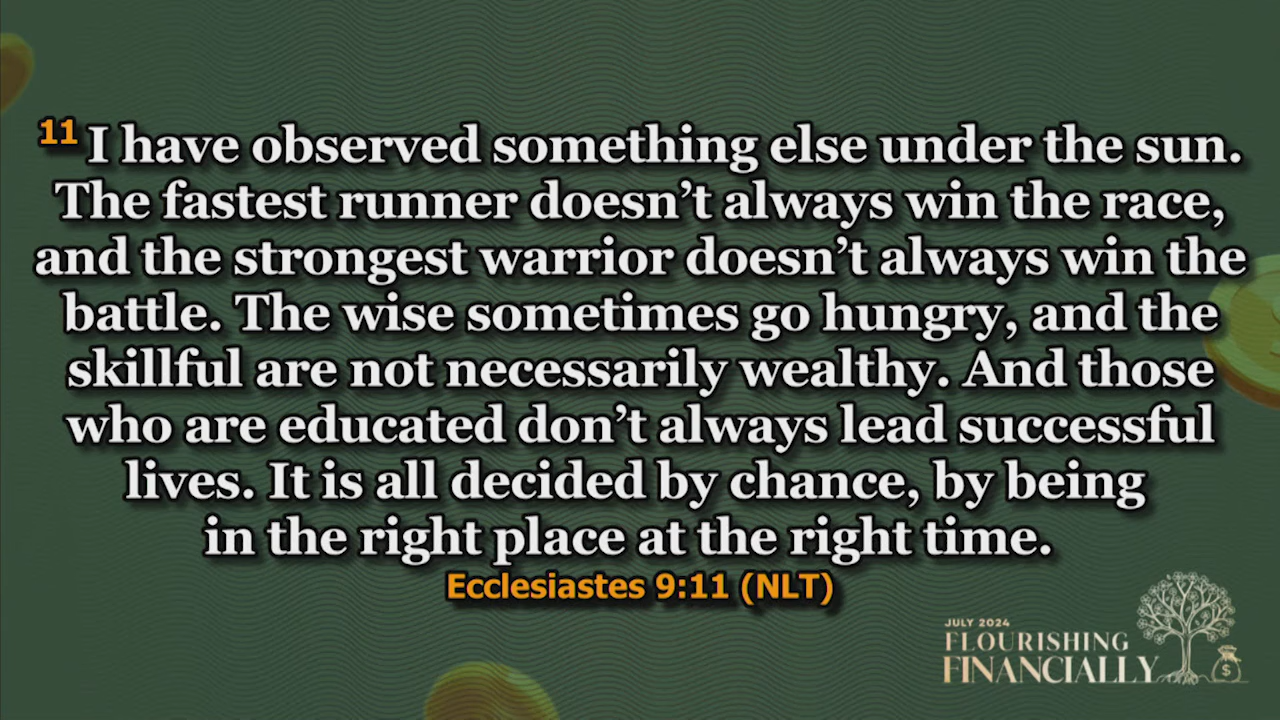 11 I have observed something else under the sun.
The fastest runner doesn’t always win the race,
and the strongest warrior doesn’t always win the
battle. The wise sometimes go hungry, and the
skillful are not necessarily wealthy. And those
who are educated don’t always lead successful
lives. It is all decided by chance, by being
in the right place at the right time.
Ecclesiastes 9:11 (NLT)
JULY 2024
FLOURISHING
FINANCIALLY
$